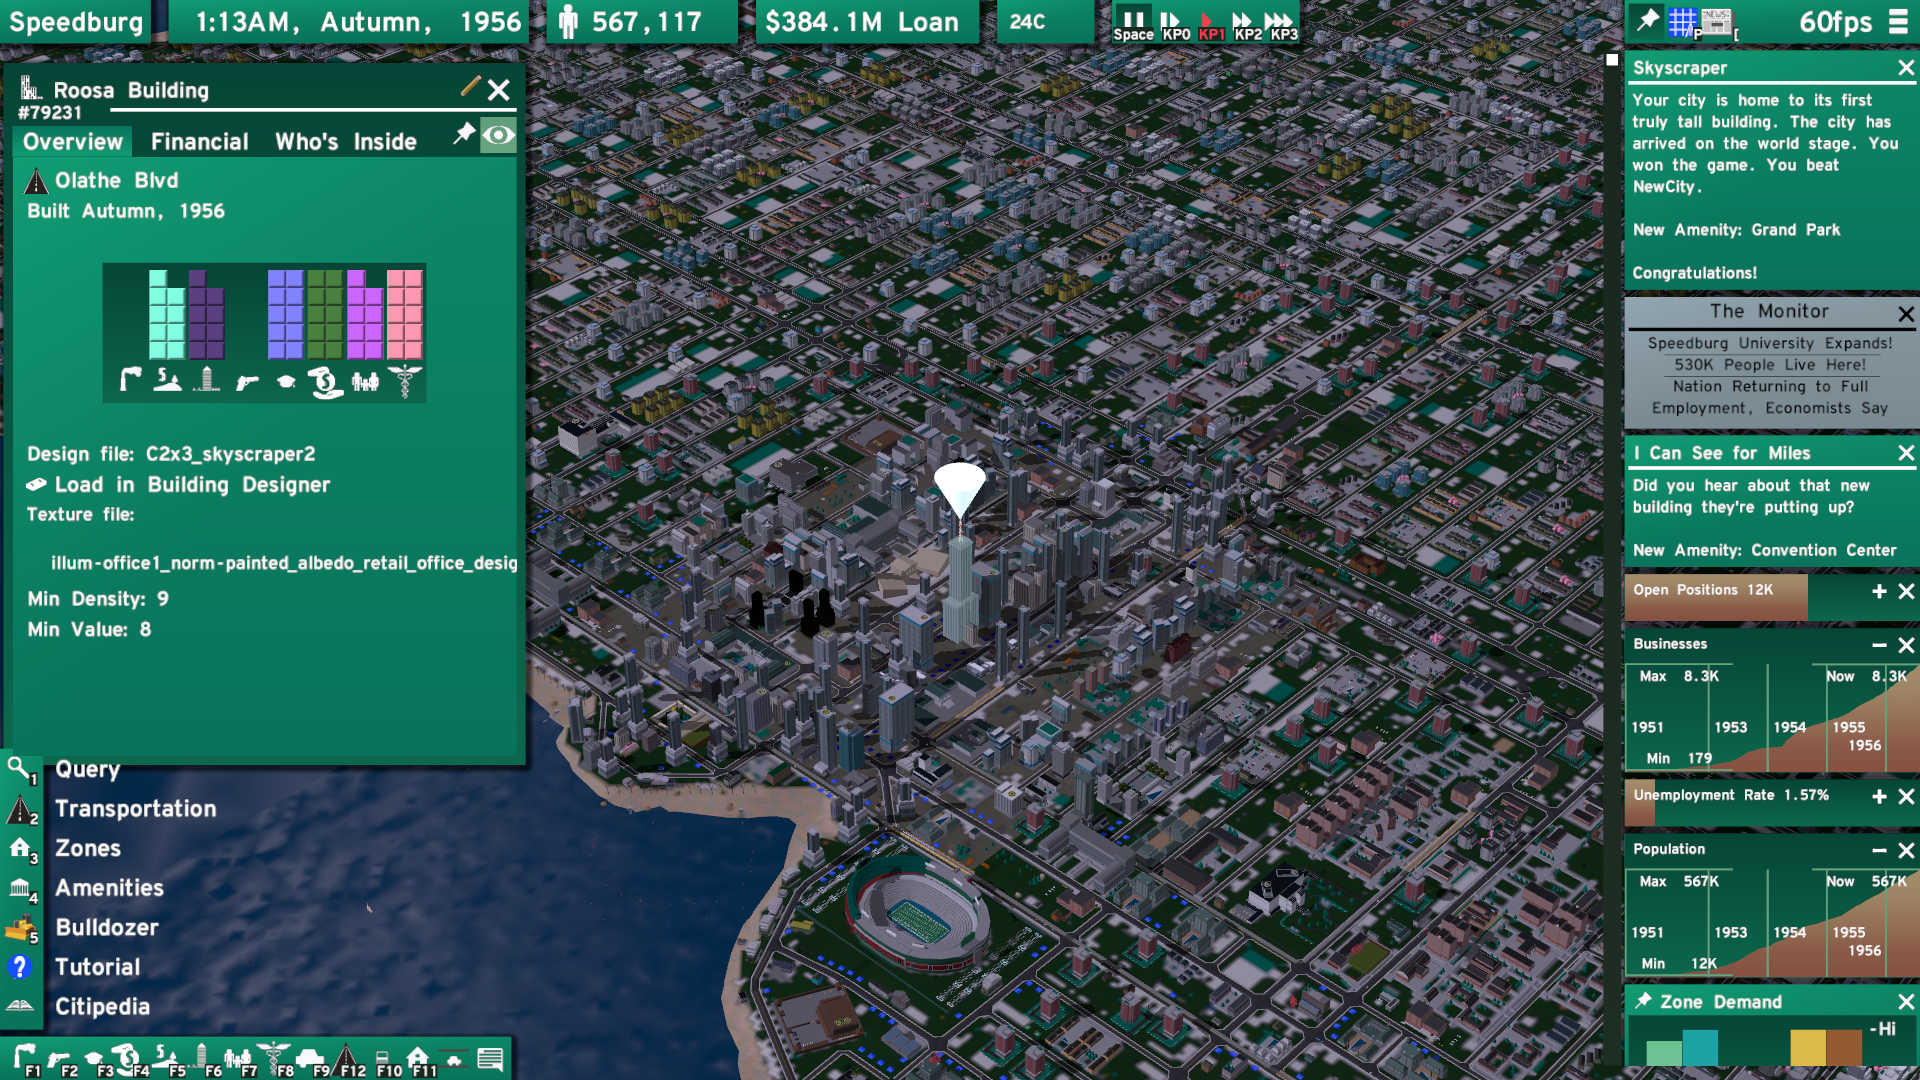 Speedburg
1:13AM, Autumn, 1956
567,117
$384.1M Loan
24C
Space
KP0
KP1
KP2
KP3
P
NEWS
[
60fps
Roosa Building
#79231
Overview
Financial
Who's Inside
Olathe Blvd
Built Autumn, 1956
Design file: C2x3_skyscraper2
Load in Building Designer
Texture file:
illum-office1_norm-painted_albedo_retail_office_desig
Min Density: 9
Min Value: 8
1
Query
2
Transportation
3
Zones
4
Amenities
5
Bulldozer
?
Tutorial
Citipedia
F1
F2
F3
F4
F5
F6
F7
F8
F9
F12
F10
F11
Skyscraper
Your city is home to its first
truly tall building. The city has
arrived on the world stage. You
won the game. You beat
NewCity.
New Amenity: Grand Park
Congratulations!
The Monitor
Speedburg University Expands!
530K People Live Here!
Nation Returning to Full
Employment, Economists Say
I Can See for Miles
Did you hear about that new
building they're putting up?
New Amenity: Convention Center
Open Positions 12K
Businesses
Max 8.3K
Now 8.3K
1951
1953
1954
1955
1956
Min 179
Unemployment Rate 1.57%
Population
Max 567K
Now 567K
1951
1953
1954
1955
1956
Min 12K
Zone Demand
-Hi